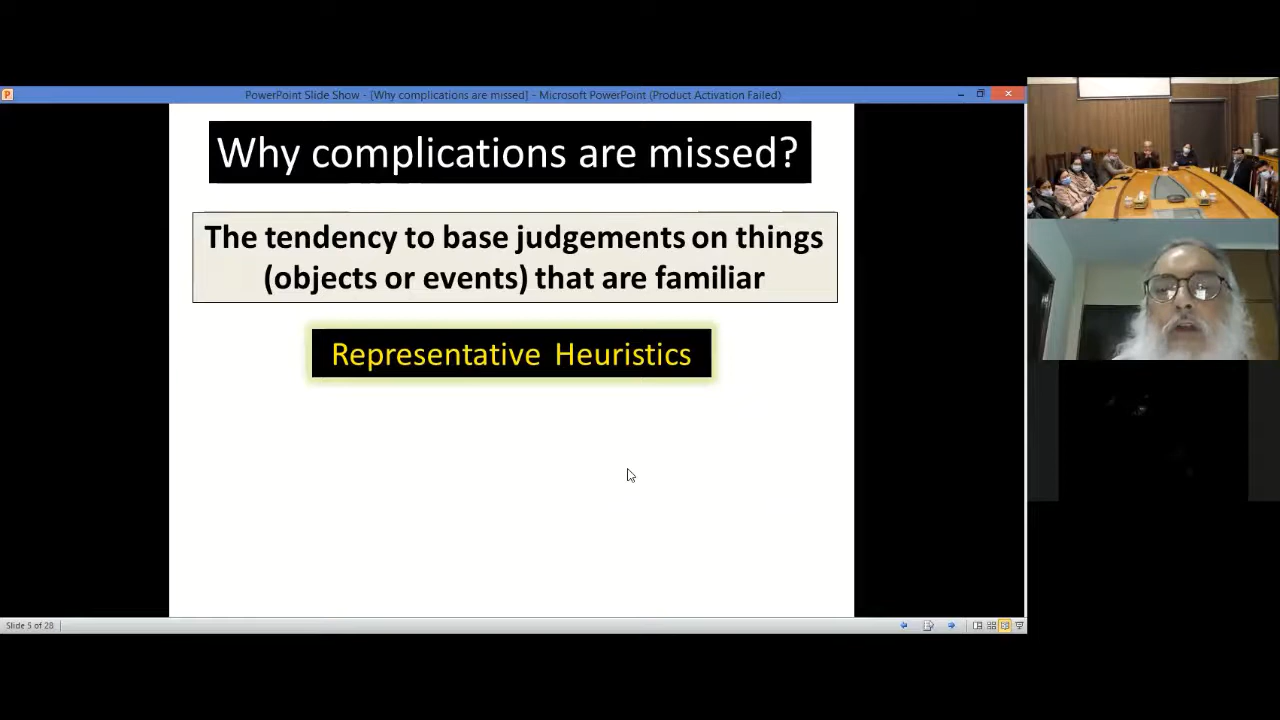 PowerPoint Slide Show - [Why complications are missed] - Microsoft PowerPoint (Product Activation Failed)
Why complications are missed?
The tendency to base judgements on things
(objects or events) that are familiar
Representative Heuristics
Slide 5 of 28